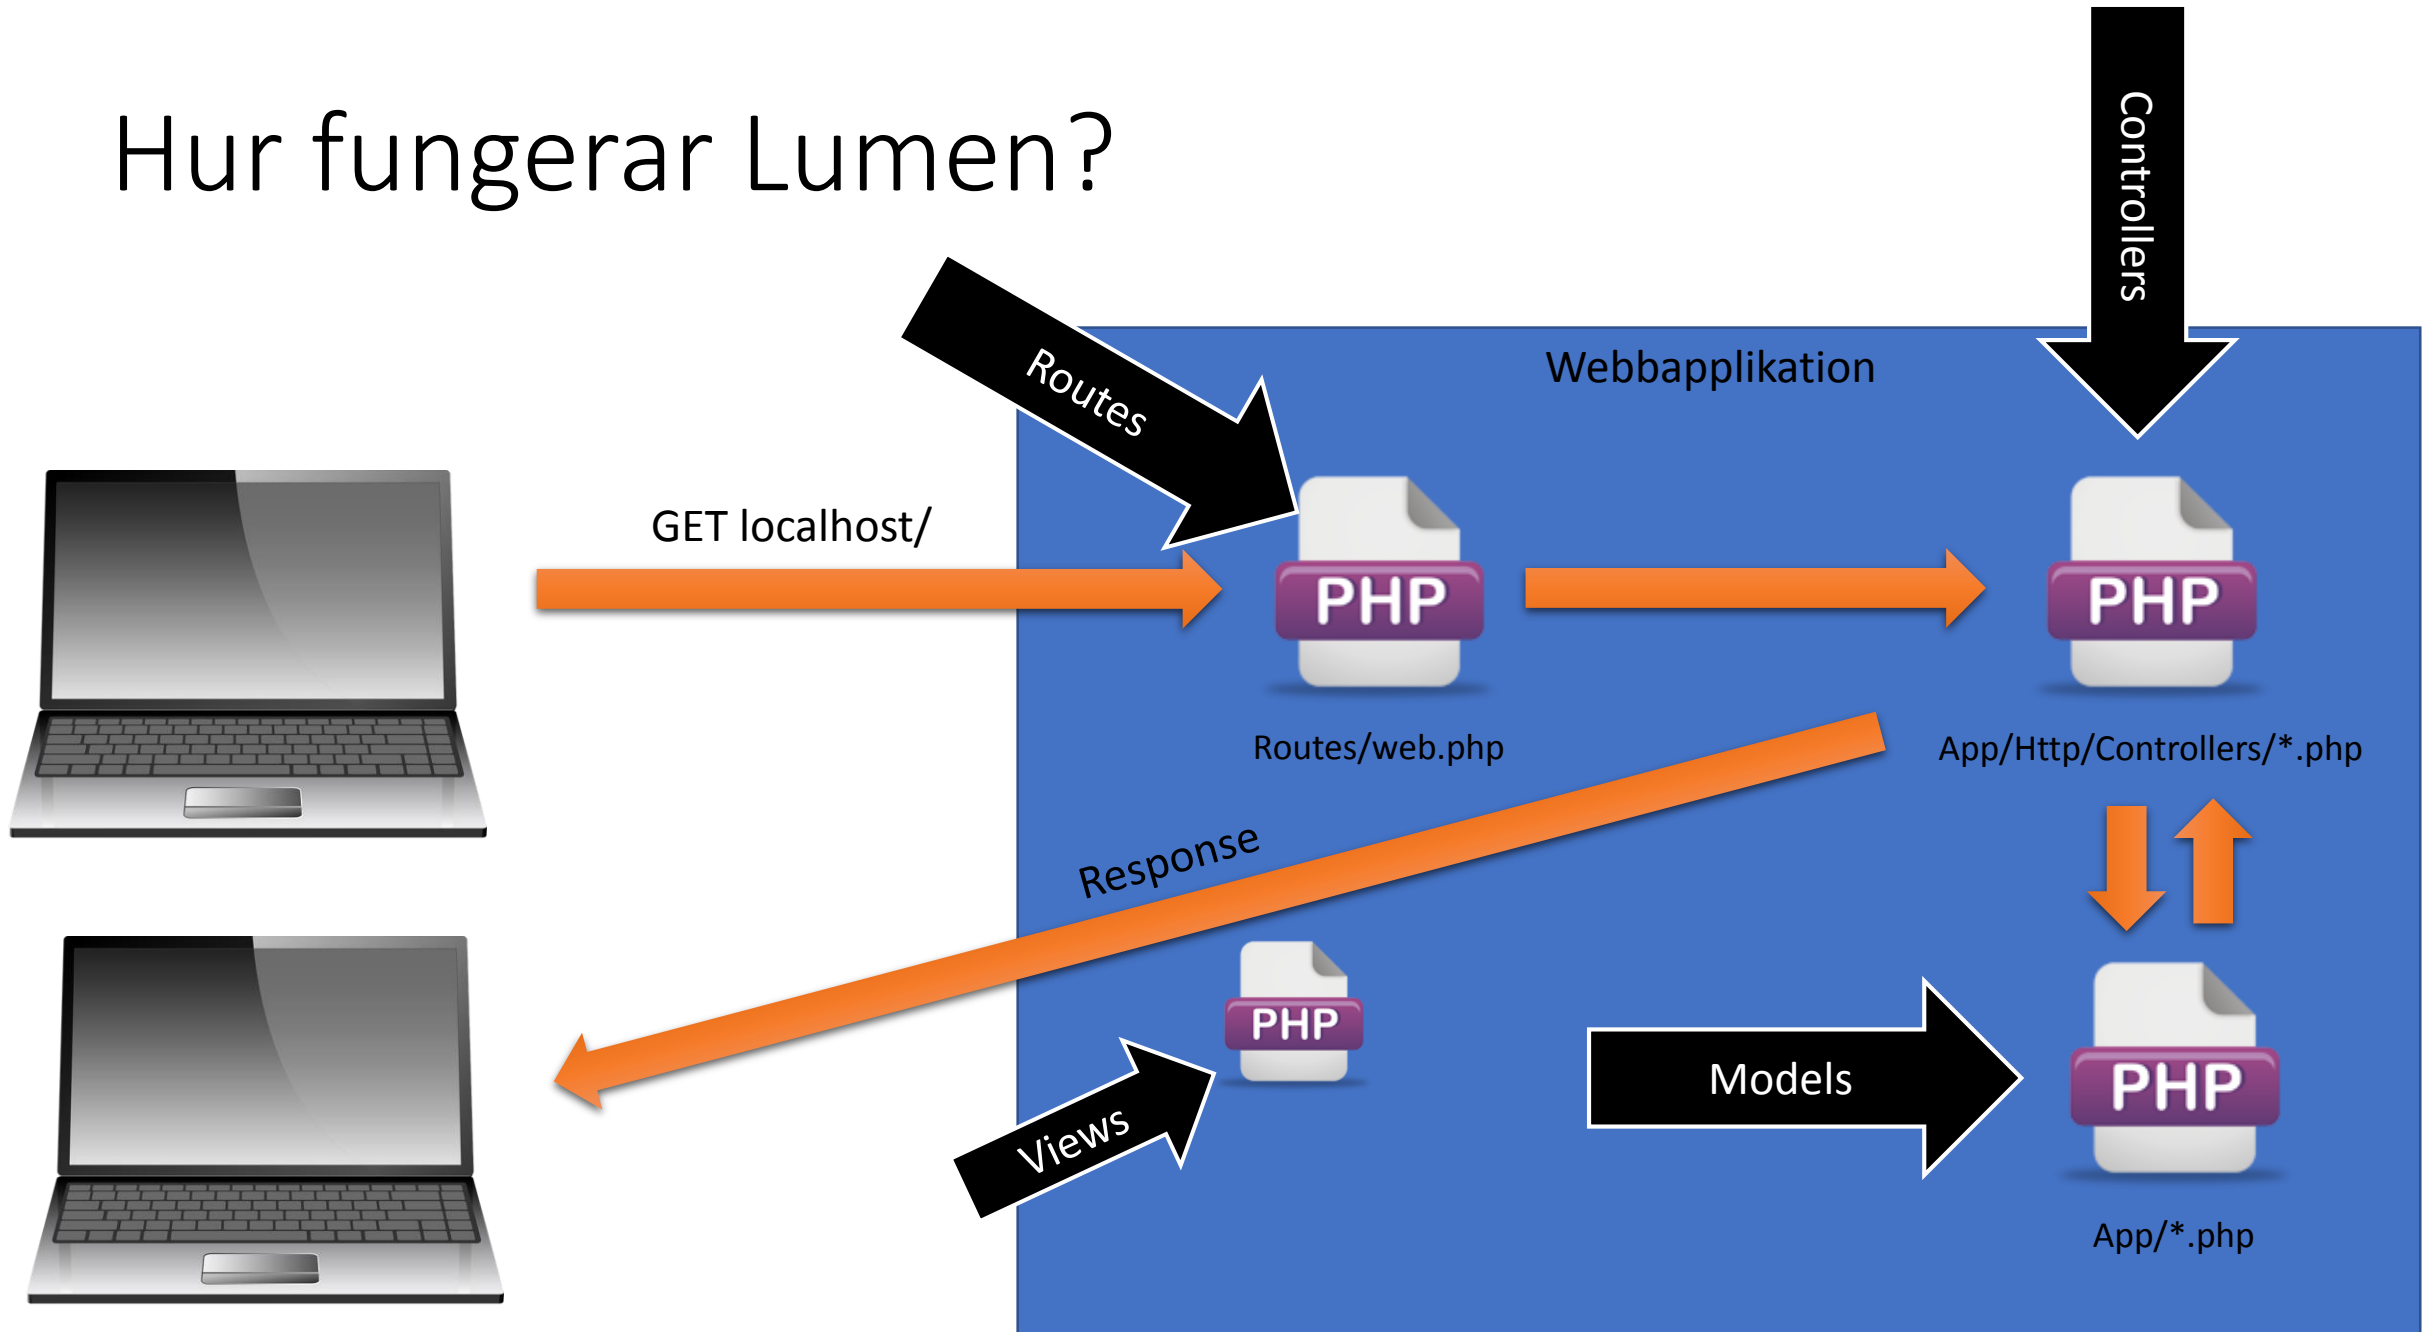 Hur fungerar Lumen?
Controllers
Routes
Webbapplikation
GET localhost/
PHP
PHP
Routes/web.php
App/Http/Controllers/*.php
Response
PHP
Views
Models
PHP
App/*.php